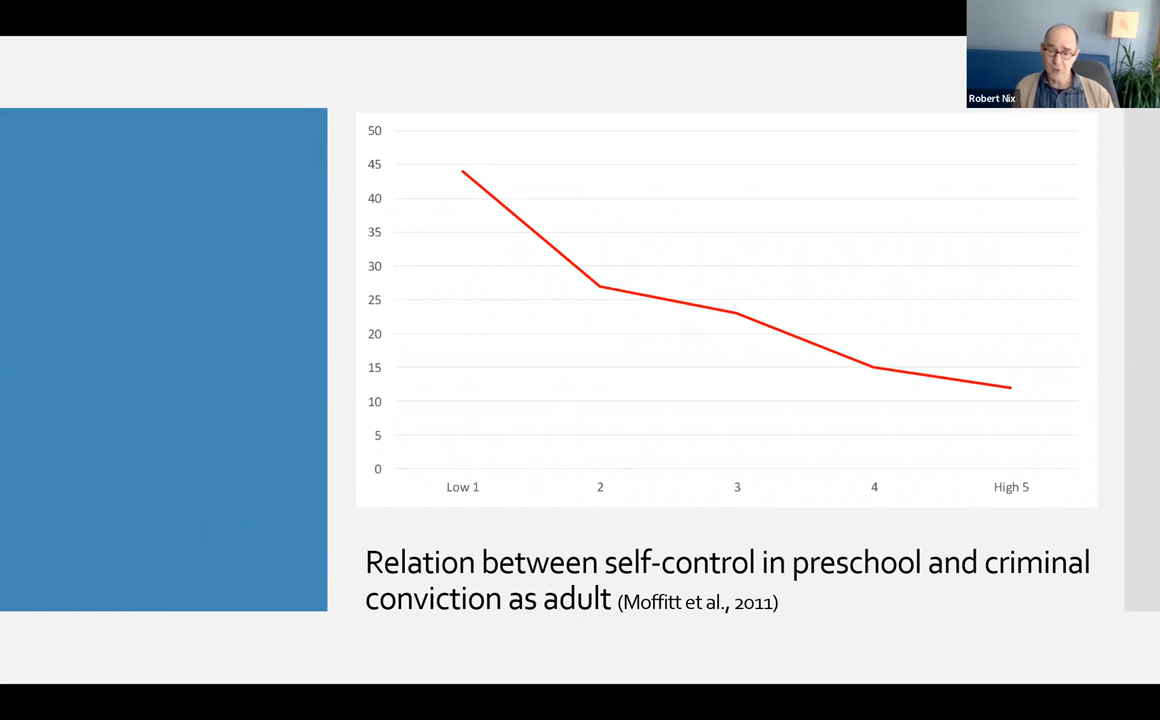 Robert Nix
50
45
40
35
30
25
20
15
10
5
0
Low 1 2 3 4 High 5
Relation between self-control in preschool and criminal
conviction as adult (Moffitt et al., 2011)